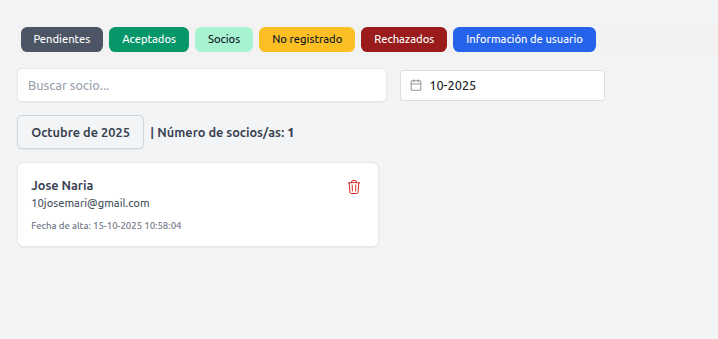 Pendientes Aceptados Socios No registrado Rechazados Información de usuario
Buscar socio... 10-2025
Octubre de 2025 | Número de socios/as: 1
Jose Naria
10josemari@gmail.com
Fecha de alta: 15-10-2025 10:58:04